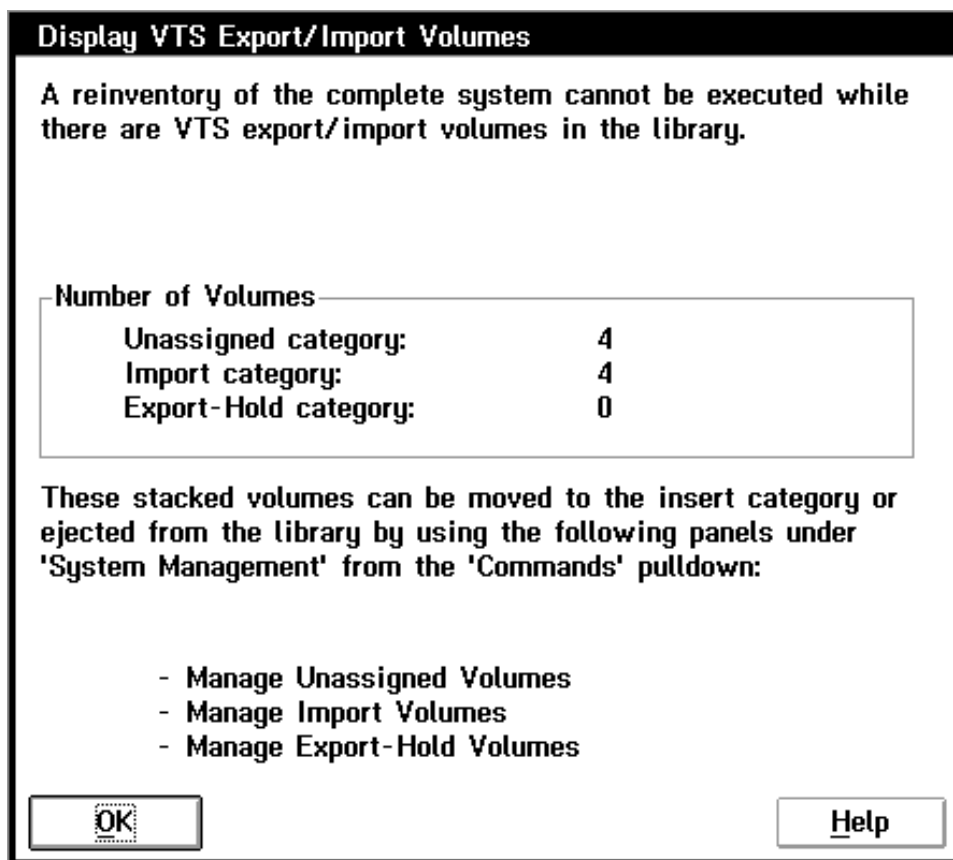 Display VTS Export/Import Volumes
A reinventory of the complete system cannot be executed while
there are VTS export/import volumes in the library.
Number of Volumes
Unassigned category: 4
Import category: 4
Export-Hold category: 0
These stacked volumes can be moved to the insert category or
ejected from the library by using the following panels under
'System Management' from the 'Commands' pulldown:
- Manage Unassigned Volumes
- Manage Import Volumes
- Manage Export-Hold Volumes
OK Help